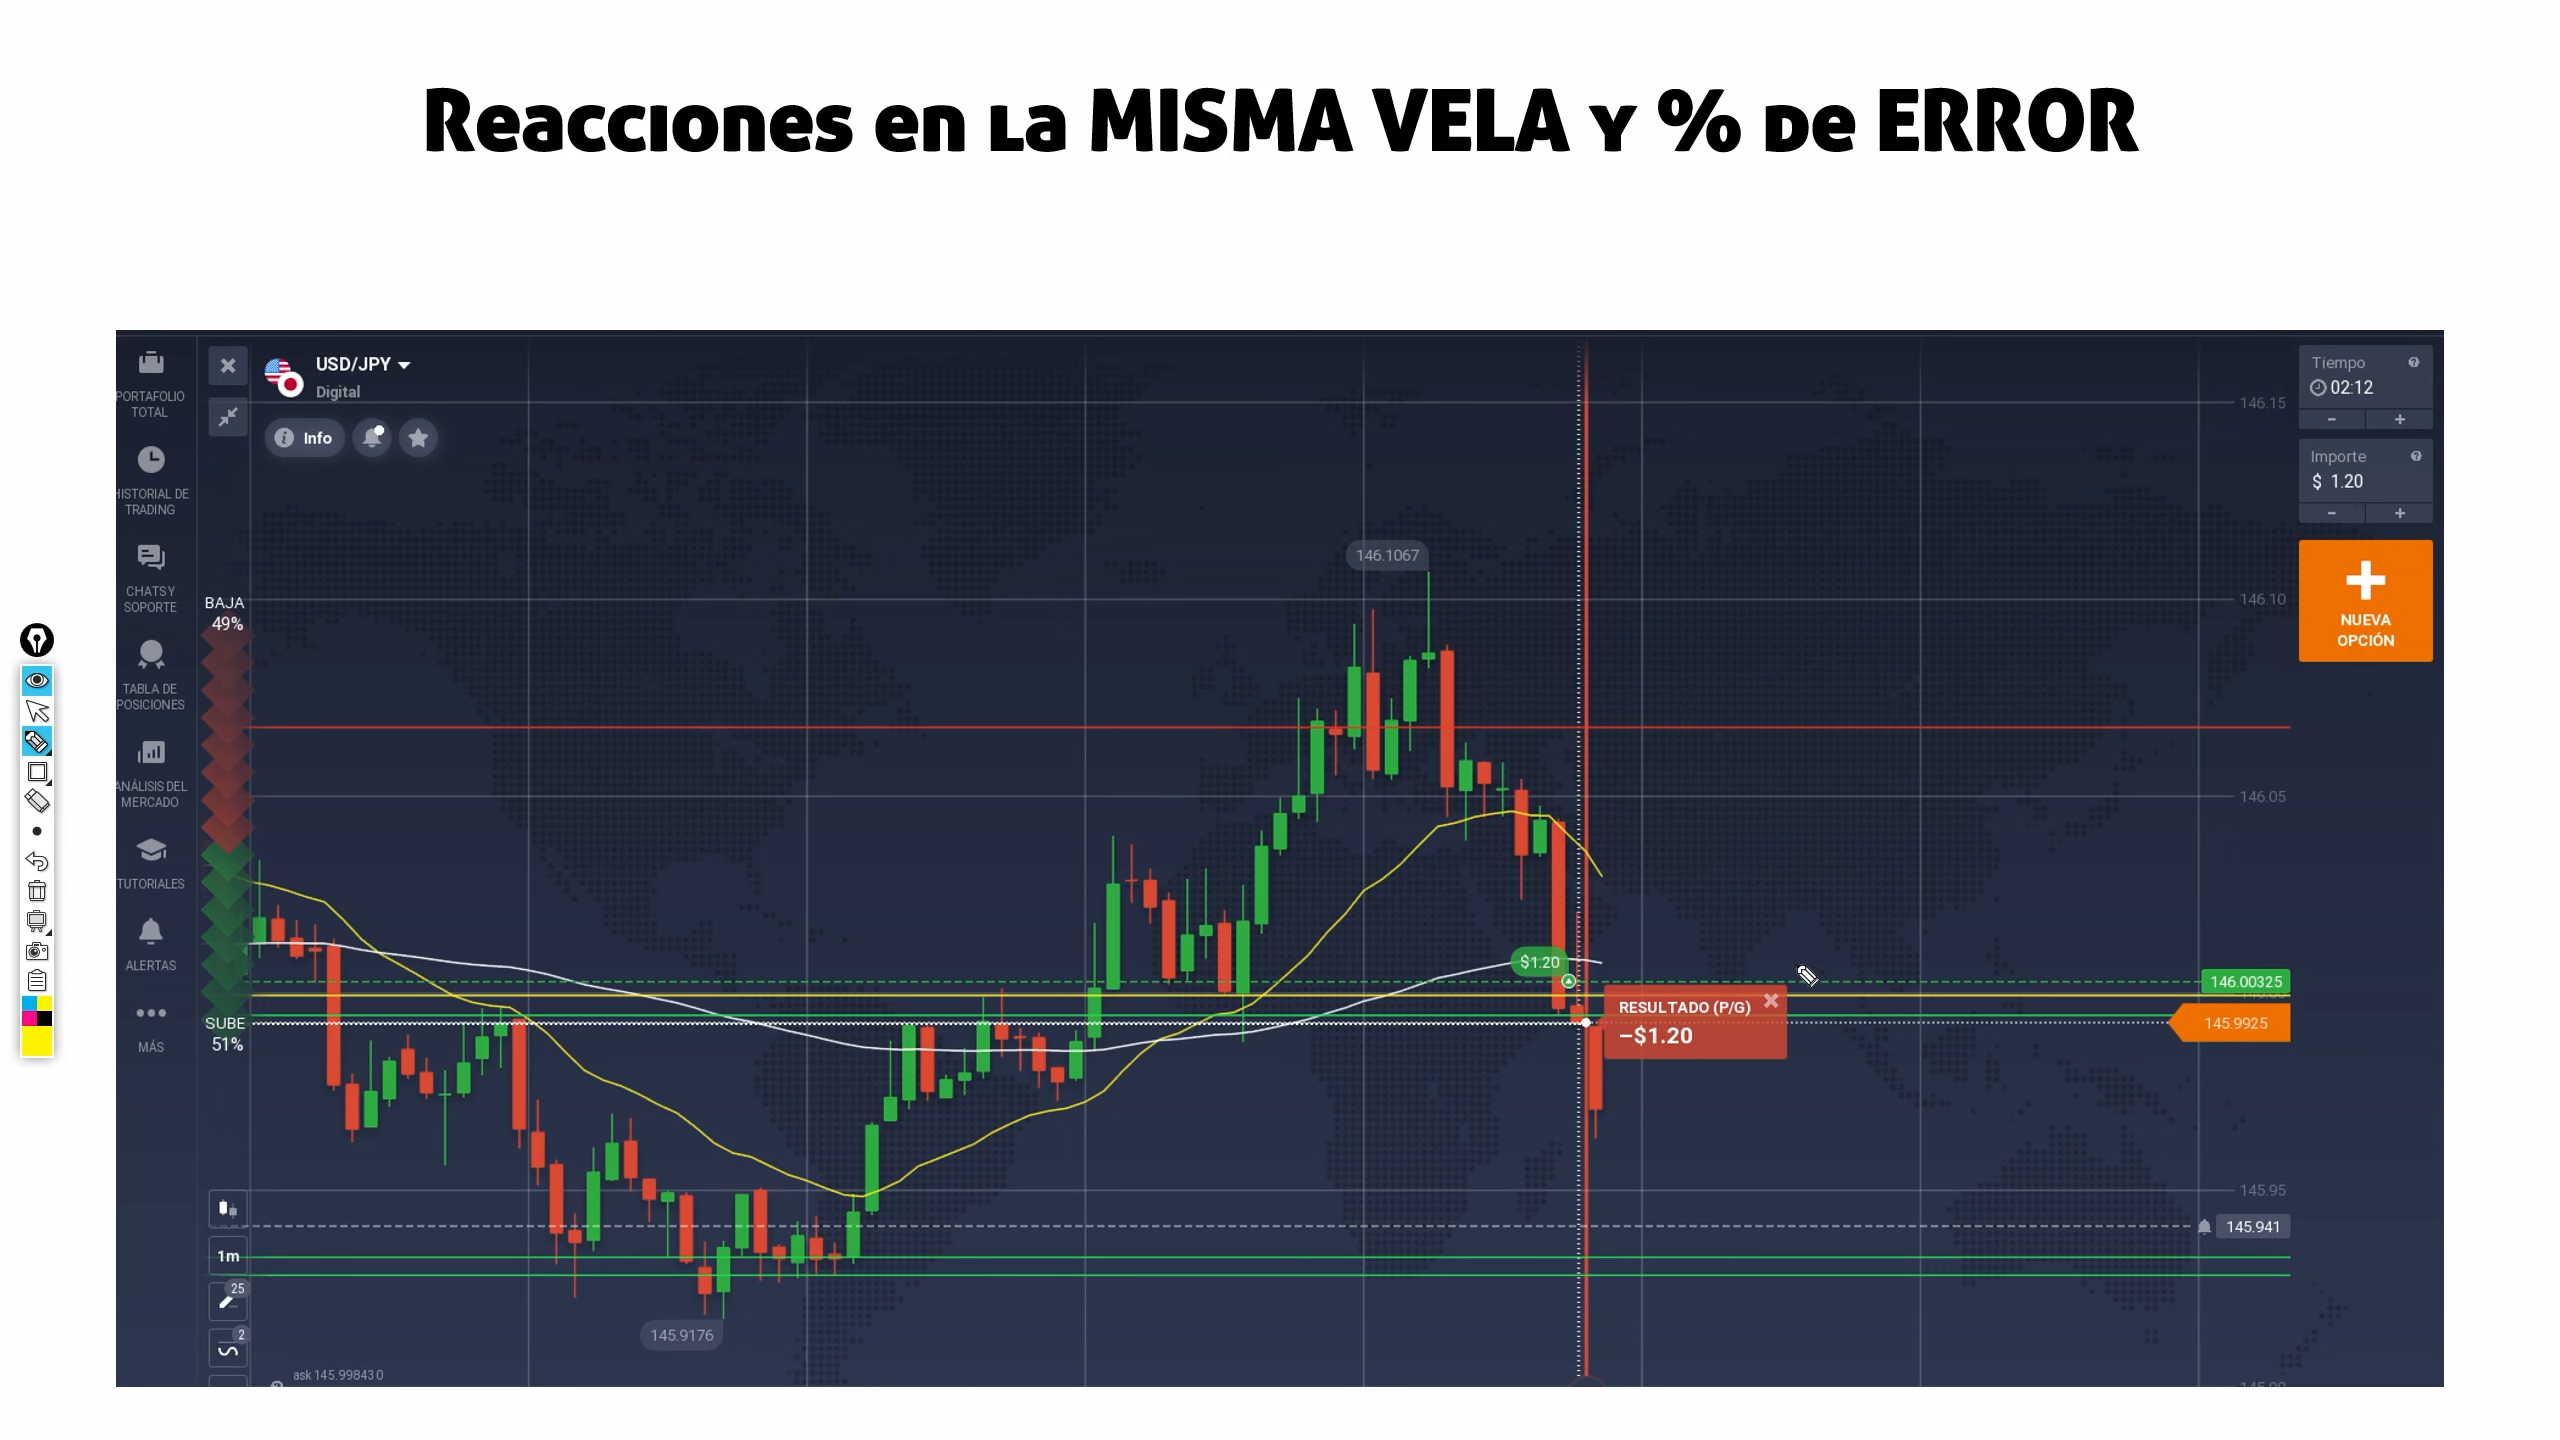 Reacciones en la MISMA VELA y % de ERROR
PORTAFOLIO
TOTAL
HISTORIAL DE
TRADING
CHATS Y
SOPORTE
TABLA DE
POSICIONES
ANÁLISIS DEL
MERCADO
TUTORIALES
ALERTAS
MÁS
USD/JPY
Digital
Info
BAJA
49%
SUBE
51%
1m
25
2
ask 145.998430
146.1067
145.9176
$1.20
RESULTADO (P/G)
–$1.20
146.15
146.10
146.05
146.00325
145.9925
145.95
145.941
Tiempo
02:12
- +
Importe
$ 1.20
- +
NUEVA
OPCIÓN